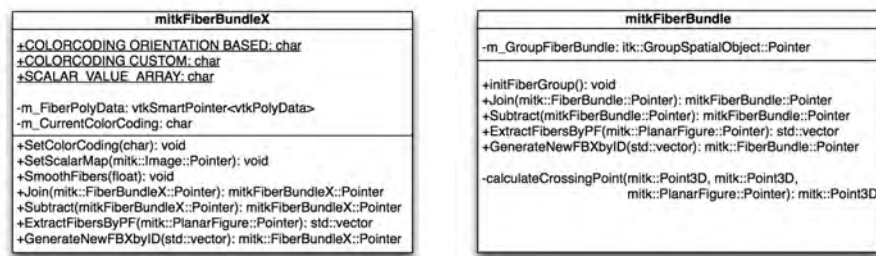 mitkFiberBundleX
+COLORCODING ORIENTATION BASED: char
+COLORCODING CUSTOM: char
+SCALAR VALUE ARRAY: char
-m_FiberPolyData: vtkSmartPointer<vtkPolyData>
-m_CurrentColorCoding: char
+SetColorCoding(char): void
+SetScalarMap(mitk::Image::Pointer): void
+SmoothFibers(float): void
+Join(mitk::FiberBundleX::Pointer): mitkFiberBundleX::Pointer
+Subtract(mitkFiberBundleX::Pointer): mitkFiberBundleX::Pointer
+ExtractFibersByPF(mitk::PlanarFigure::Pointer): std::vector
+GenerateNewFBXbyID(std::vector): mitk::FiberBundleX::Pointer
mitkFiberBundle
-m_GroupFiberBundle: itk::GroupSpatialObject::Pointer
+initFiberGroup(): void
+Join(mitk::FiberBundle::Pointer): mitkFiberBundle::Pointer
+Subtract(mitkFiberBundle::Pointer): mitkFiberBundle::Pointer
+ExtractFibersByPF(mitk::PlanarFigure::Pointer): std::vector
+GenerateNewFBXbyID(std::vector): mitk::FiberBundle::Pointer
-calculateCrossingPoint(mitk::Point3D, mitk::Point3D,
mitk::PlanarFigure::Pointer): mitk::Point3D